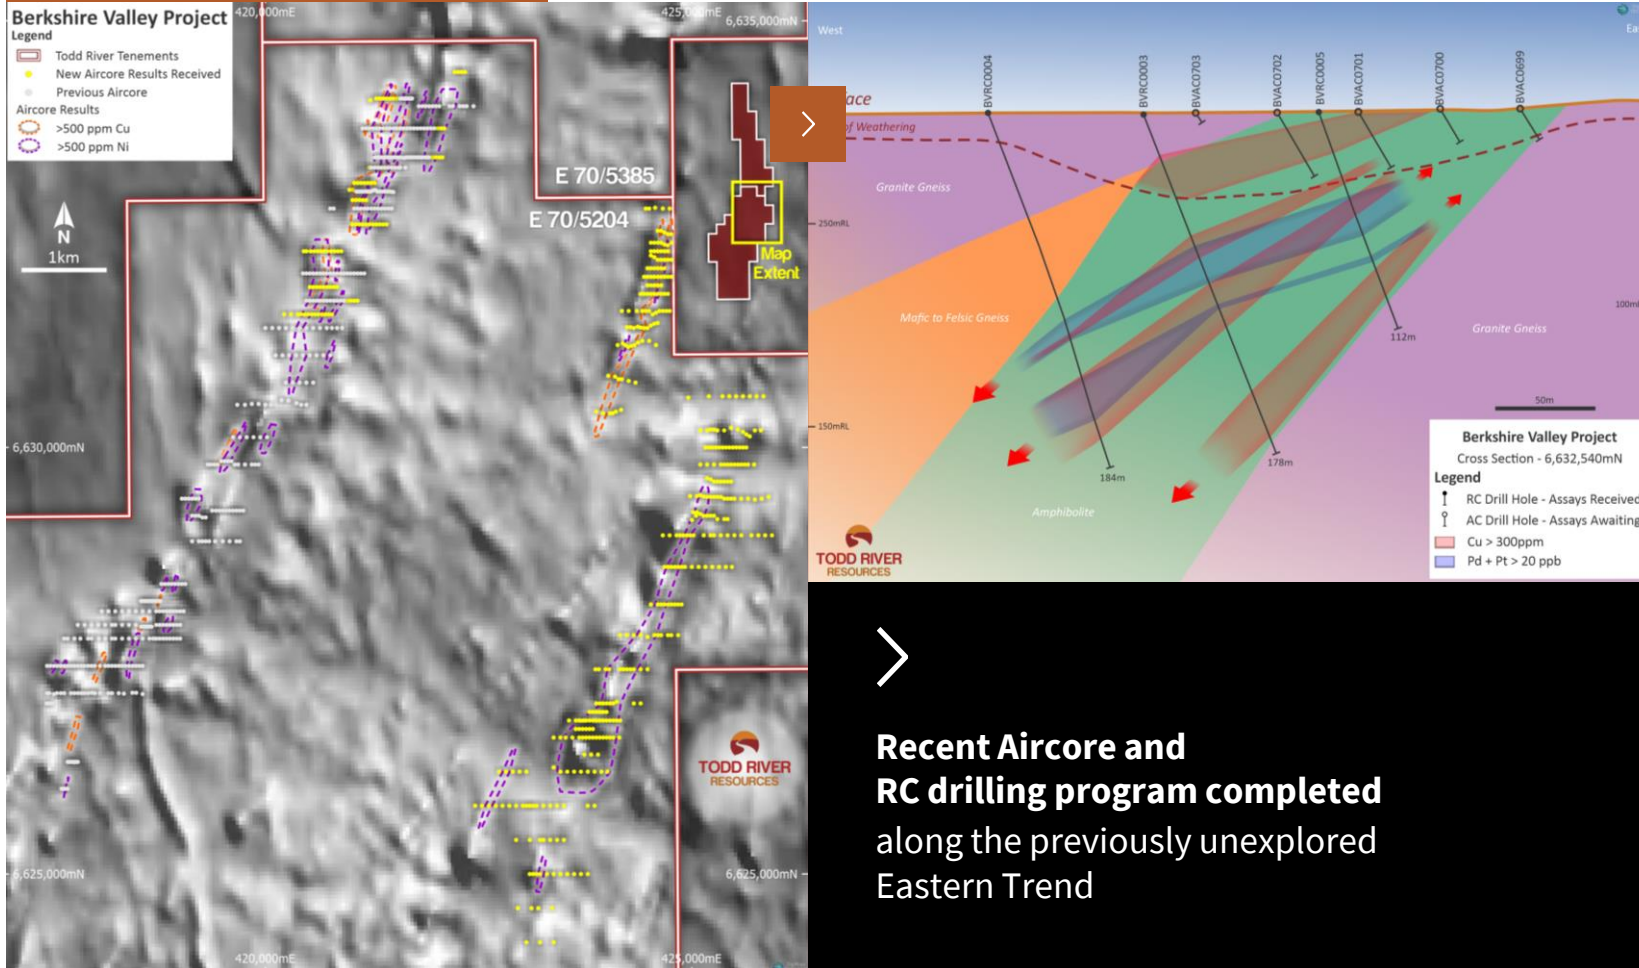 Berkshire Valley Project
Legend
Todd River Tenements
New Aircore Results Received
Previous Aircore
Aircore Results
>500 ppm Cu
>500 ppm Ni
420,000mE
425,000mE
6,635,000mN
E 70/5385
E 70/5204
Map
Extent
N
1km
6,630,000mN
TODD RIVER
RESOURCES
6,625,000mN
6,625,000mN
420,000mE
425,000mE
West
BVRC0004
BVRC0003
BVAC0703
BVAC0702
BVRC0005
BVAC0701
BVAC0700
BVAC0699
of Weathering
Granite Gneiss
250mRL
Mafic to Felsic Gneiss
Granite Gneiss
112m
50m
150mRL
178m
184m
Amphibolite
TODD RIVER
RESOURCES
Berkshire Valley Project
Cross Section - 6,632,540mN
Legend
RC Drill Hole - Assays Received
AC Drill Hole - Assays Awaiting
Cu > 300ppm
Pd + Pt > 20 ppb
Recent Aircore and
RC drilling program completed
along the previously unexplored
Eastern Trend